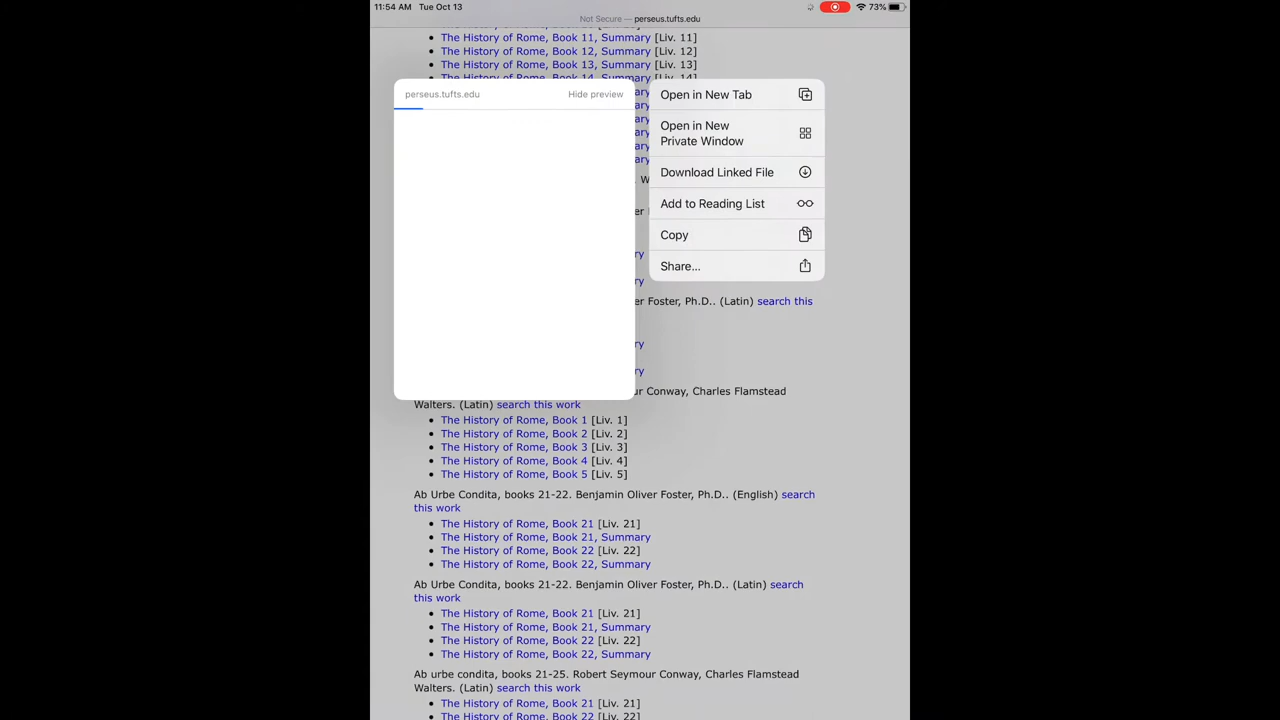 11:54 AM Tue Oct 13
73%
Not Secure — perseus.tufts.edu
The History of Rome, Book 11, Summary [Liv. 11]
The History of Rome, Book 12, Summary [Liv. 12]
The History of Rome, Book 13, Summary [Liv. 13]
The History of Rome, Book 14, Summary [Liv. 14]
perseus.tufts.edu
Hide preview
Open in New Tab
Open in New
Private Window
Download Linked File
Add to Reading List
Copy
Share...
er Foster, Ph.D.. (Latin) search this
ur Conway, Charles Flamstead
Walters. (Latin) search this work
• The History of Rome, Book 1 [Liv. 1]
• The History of Rome, Book 2 [Liv. 2]
• The History of Rome, Book 3 [Liv. 3]
• The History of Rome, Book 4 [Liv. 4]
• The History of Rome, Book 5 [Liv. 5]
Ab Urbe Condita, books 21-22. Benjamin Oliver Foster, Ph.D.. (English) search
this work
• The History of Rome, Book 21 [Liv. 21]
• The History of Rome, Book 21, Summary
• The History of Rome, Book 22 [Liv. 22]
• The History of Rome, Book 22, Summary
Ab Urbe Condita, books 21-22. Benjamin Oliver Foster, Ph.D.. (Latin) search
this work
• The History of Rome, Book 21 [Liv. 21]
• The History of Rome, Book 21, Summary
• The History of Rome, Book 22 [Liv. 22]
• The History of Rome, Book 22, Summary
Ab urbe condita, books 21-25. Robert Seymour Conway, Charles Flamstead
Walters. (Latin) search this work
• The History of Rome, Book 21 [Liv. 21]
• The History of Rome, Book 22 [Liv. 22]